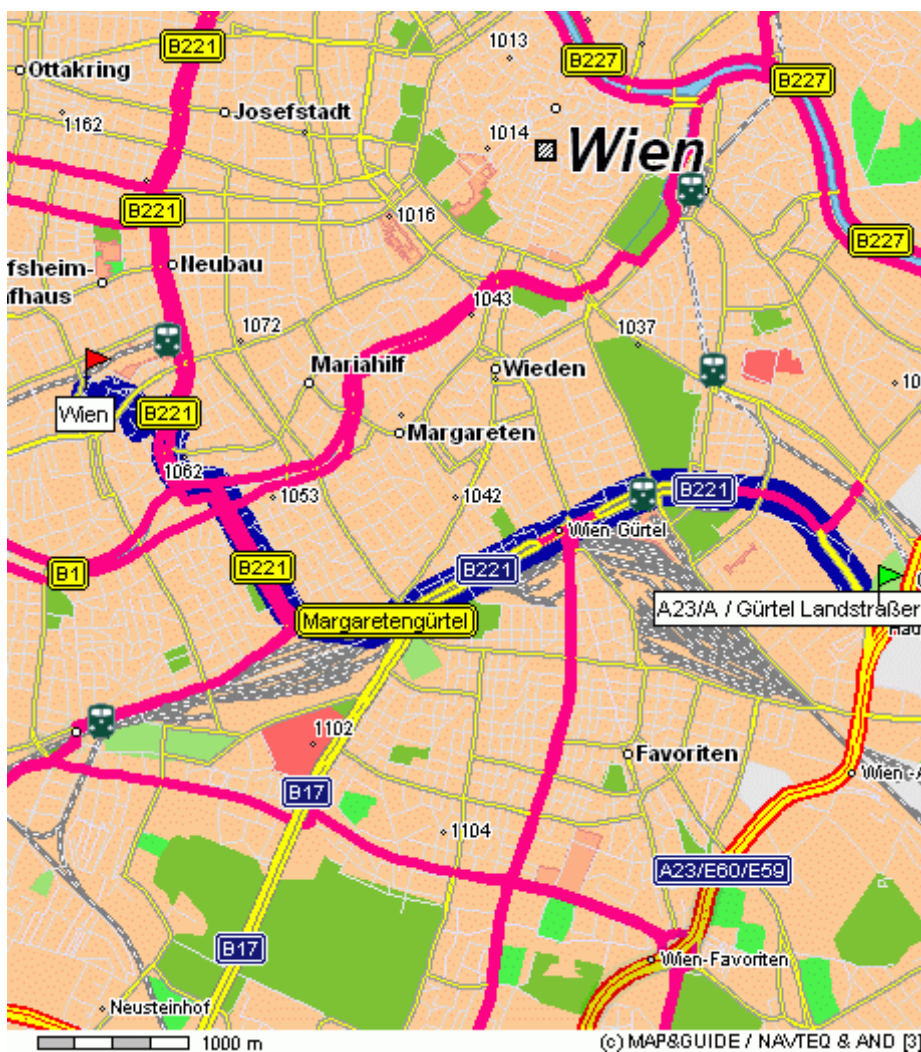 B221
1013
B227
Ottakring
B227
Josefstadt
1162
1014
Wien
B221
1016
B227
Neubau
fsheim-
fhaus
1043
1072
1037
Mariahilf
Wieden
10
Wien
B221
Margareten
1062
1053
1042
B221
Wien-Gürtel
B1
B221
B221
A23/A / Gürtel Landstraßer
Margaretengürtel
1102
Favoriten
Wien-A
B17
1104
A23/E60/E59
B17
Wien-Favoriten
Neusteinhof
1000 m
(c) MAP&GUIDE / NAVTEQ & AND [3]